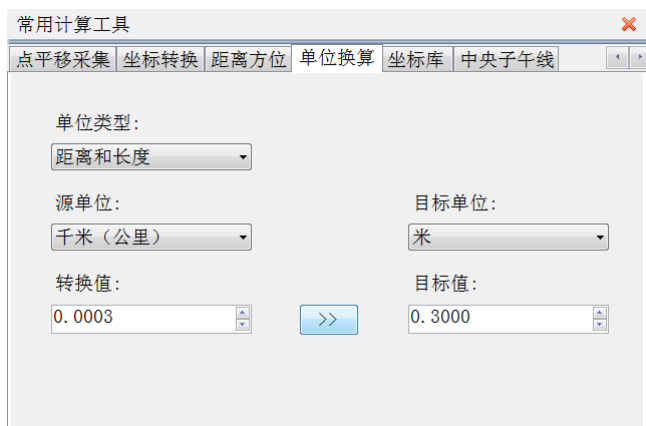 常用计算工具
点平移采集 坐标转换 距离方位 单位换算 坐标库 中央子午线
单位类型:
距离和长度
源单位: 目标单位:
千米（公里） 米
转换值: 目标值:
0.0003 >> 0.3000